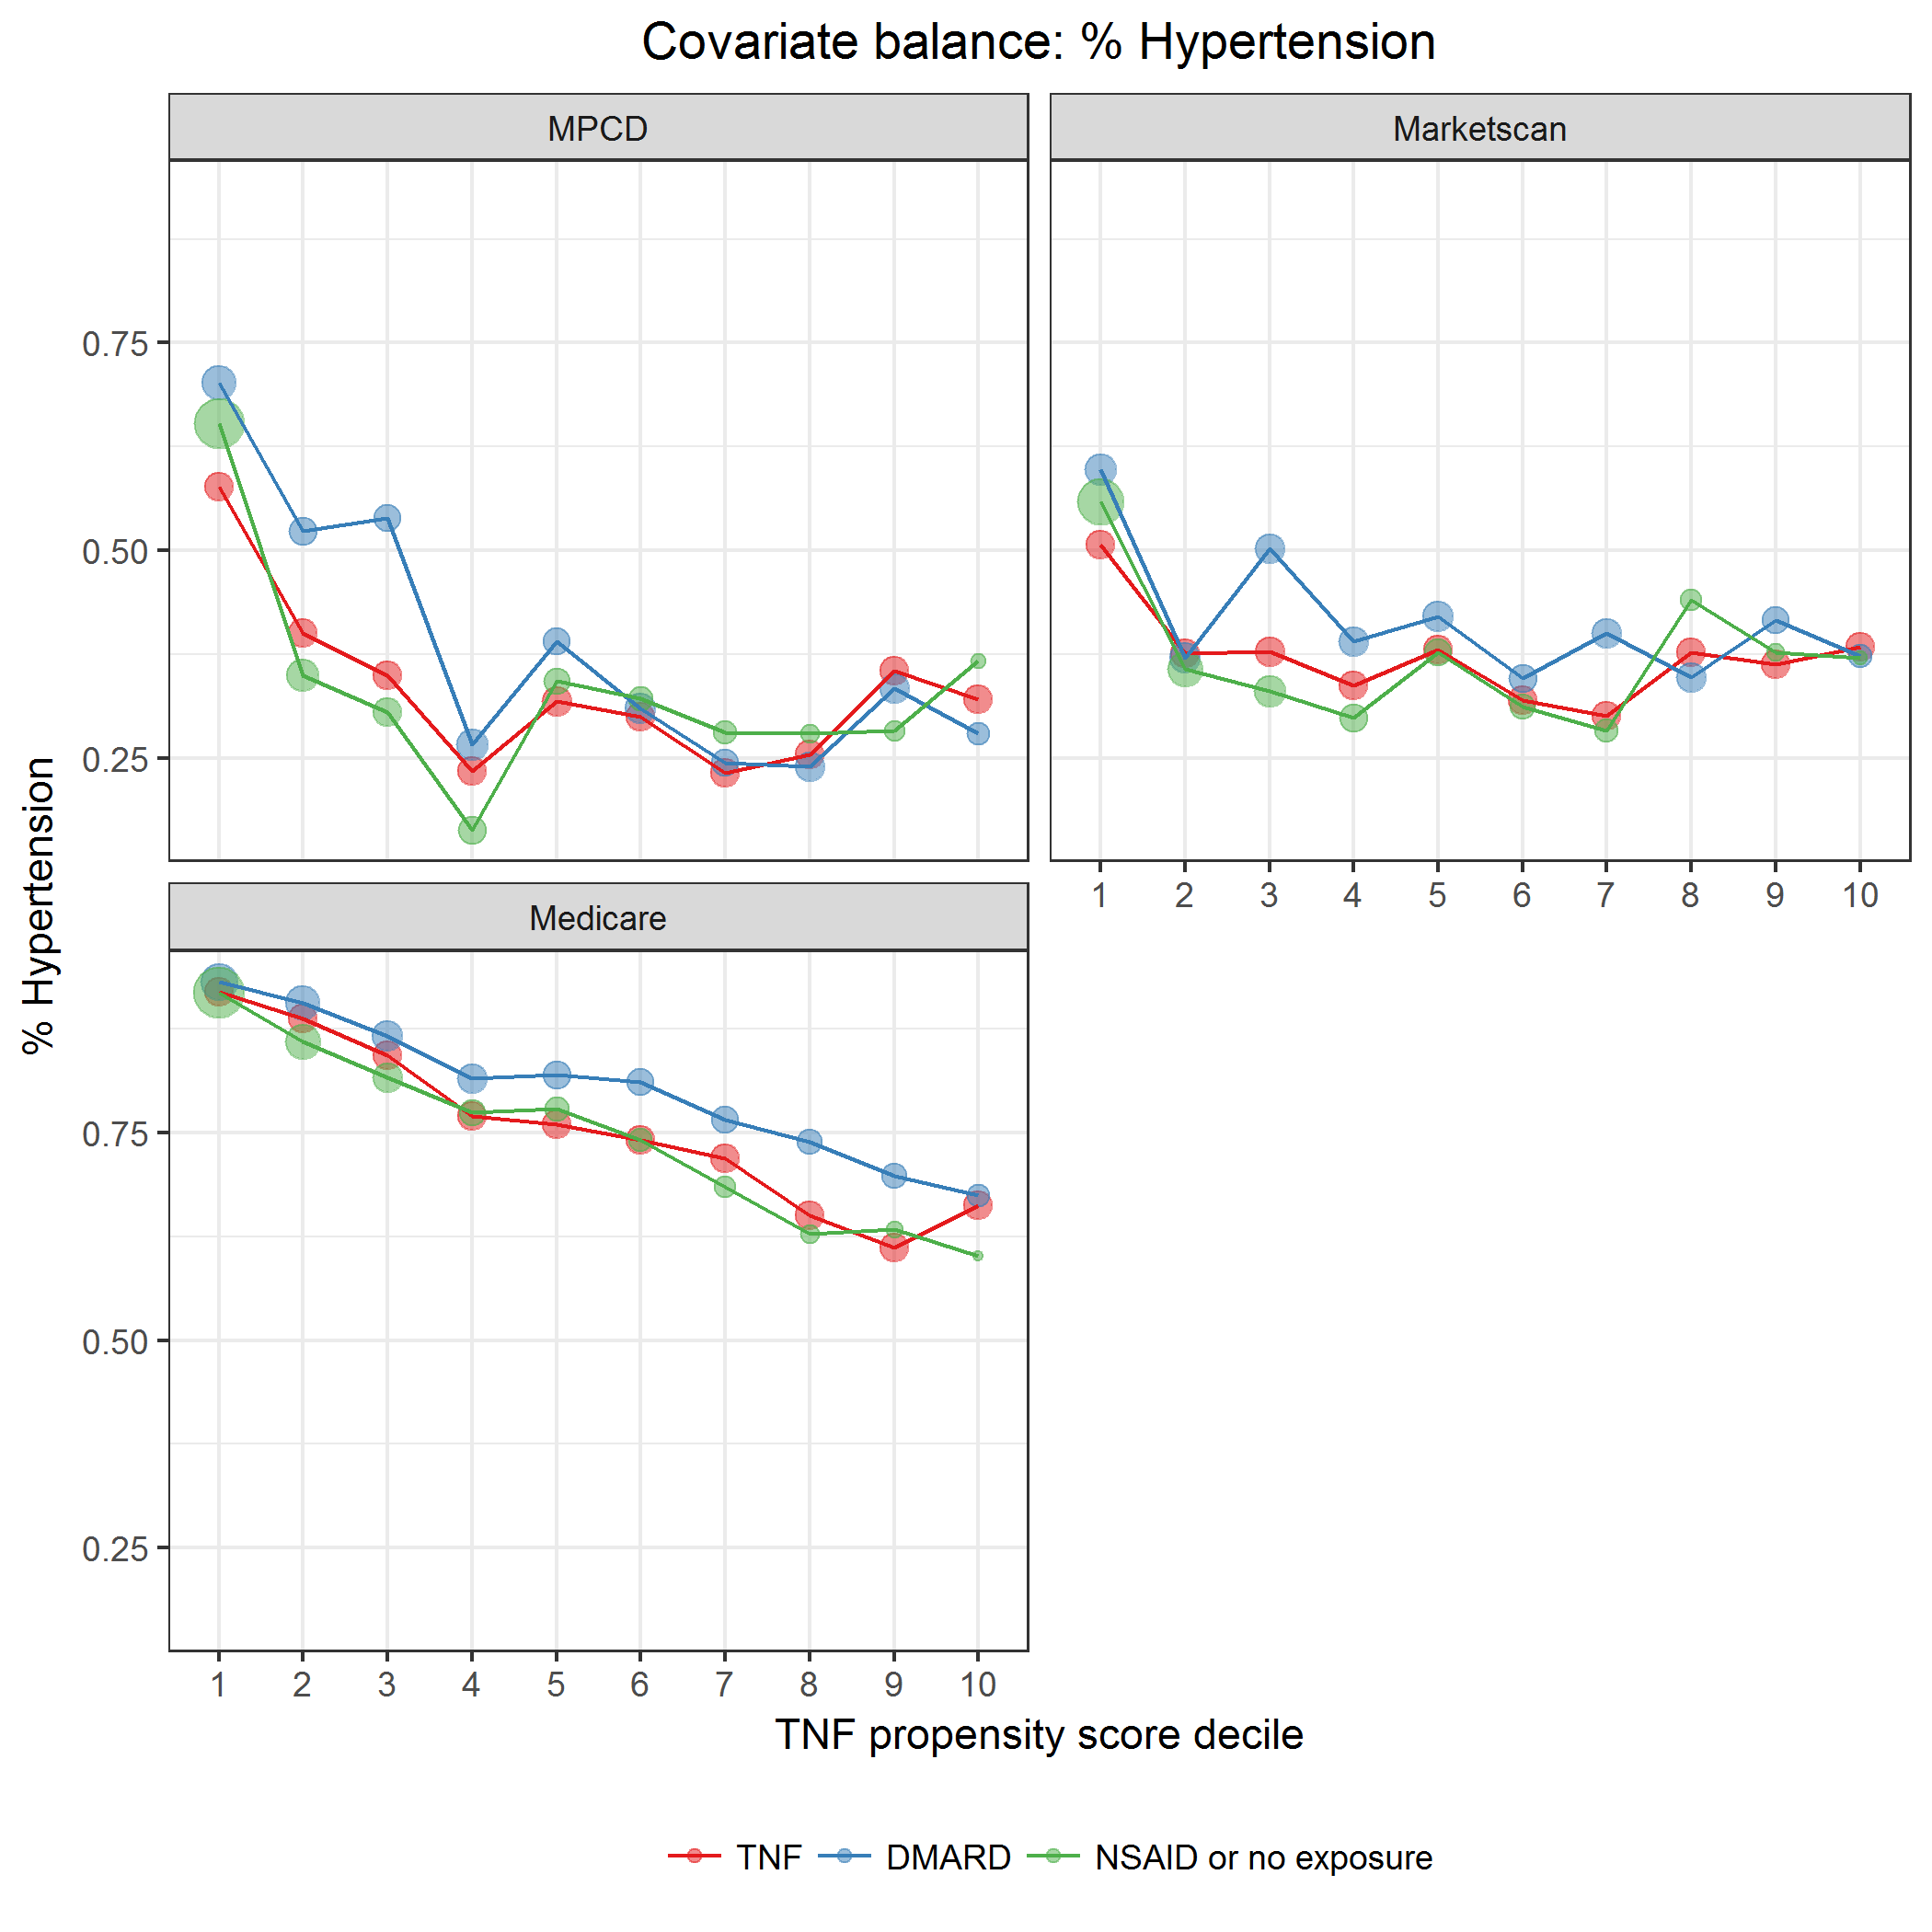 Covariate balance: % Hypertension
MPCD
Marketscan
0.75
0.50
0.25
1 2 3 4 5 6 7 8 9 10
Medicare
% Hypertension
0.75
0.50
0.25
1 2 3 4 5 6 7 8 9 10
TNF propensity score decile
TNF DMARD NSAID or no exposure